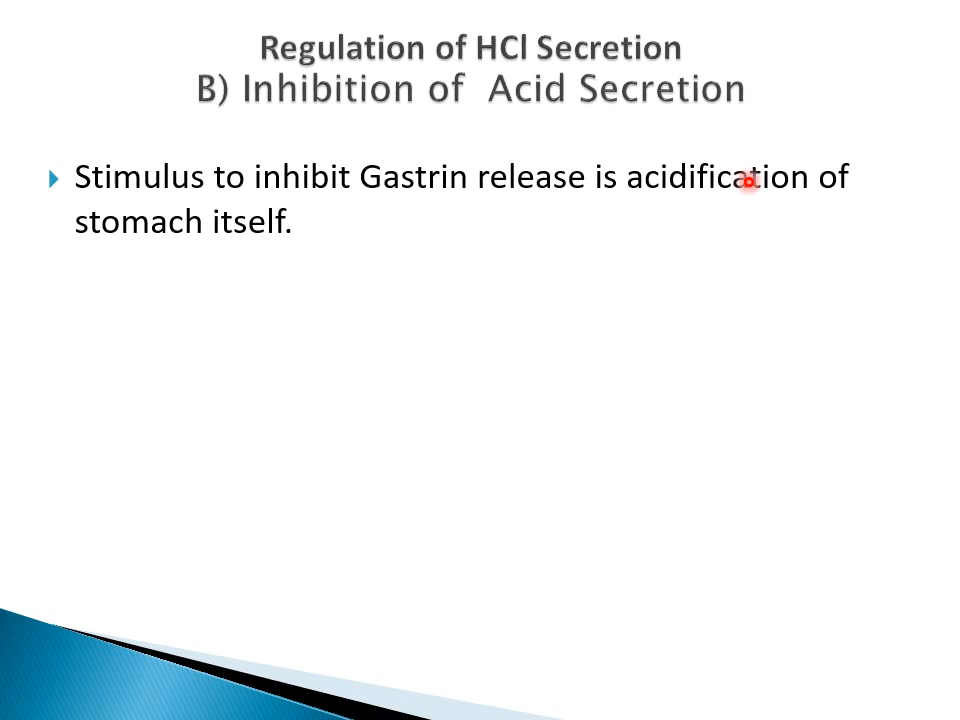 Regulation of HCl Secretion
B) Inhibition of Acid Secretion
Stimulus to inhibit Gastrin release is acidification of
stomach itself.